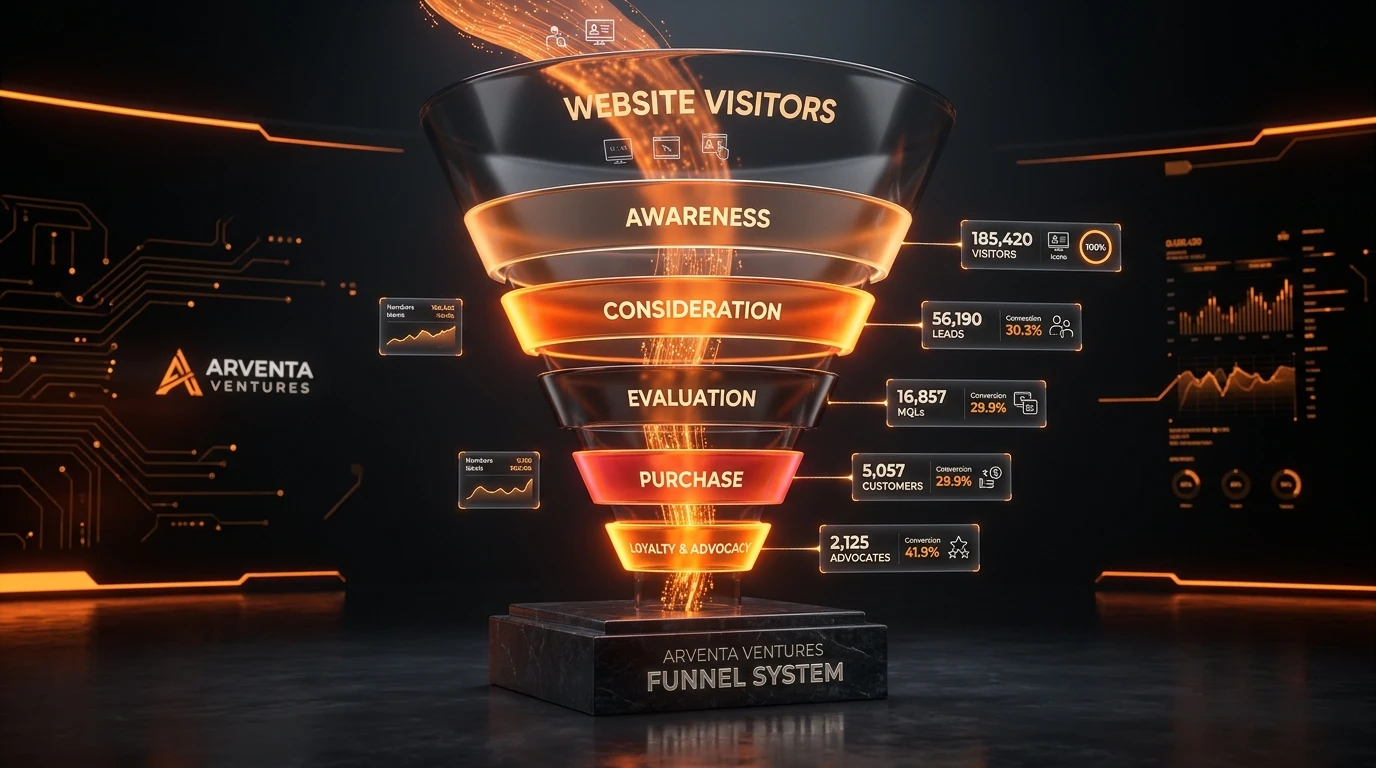 WEBSITE VISITORS
AWARENESS
185,420
VISITORS
100%
CONSIDERATION
56,190
LEADS
Conversion
30.3%
ARVENTA
VENTURES
EVALUATION
16,857
MQLs
Conversion
29.9%
PURCHASE
5,057
CUSTOMERS
Conversion
29.9%
LOYALTY & ADVOCACY
2,125
ADVOCATES
Conversion
41.9%
ARVENTA VENTURES
FUNNEL SYSTEM